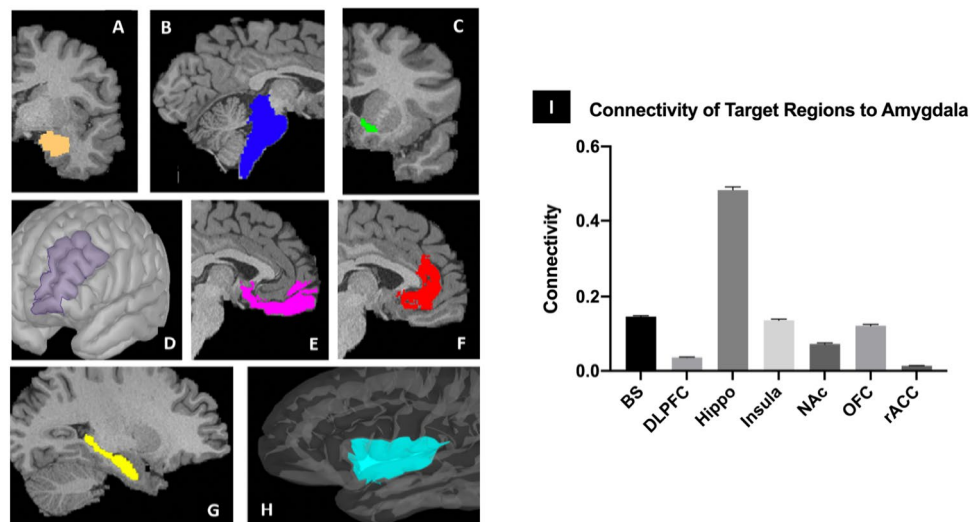 A
B
C
D
E
F
G
H
I
Connectivity of Target Regions to Amygdala
0.6
0.4
0.2
0.0
Connectivity
BS
DLPFC
Hippo
Insula
NAc
OFC
rACC